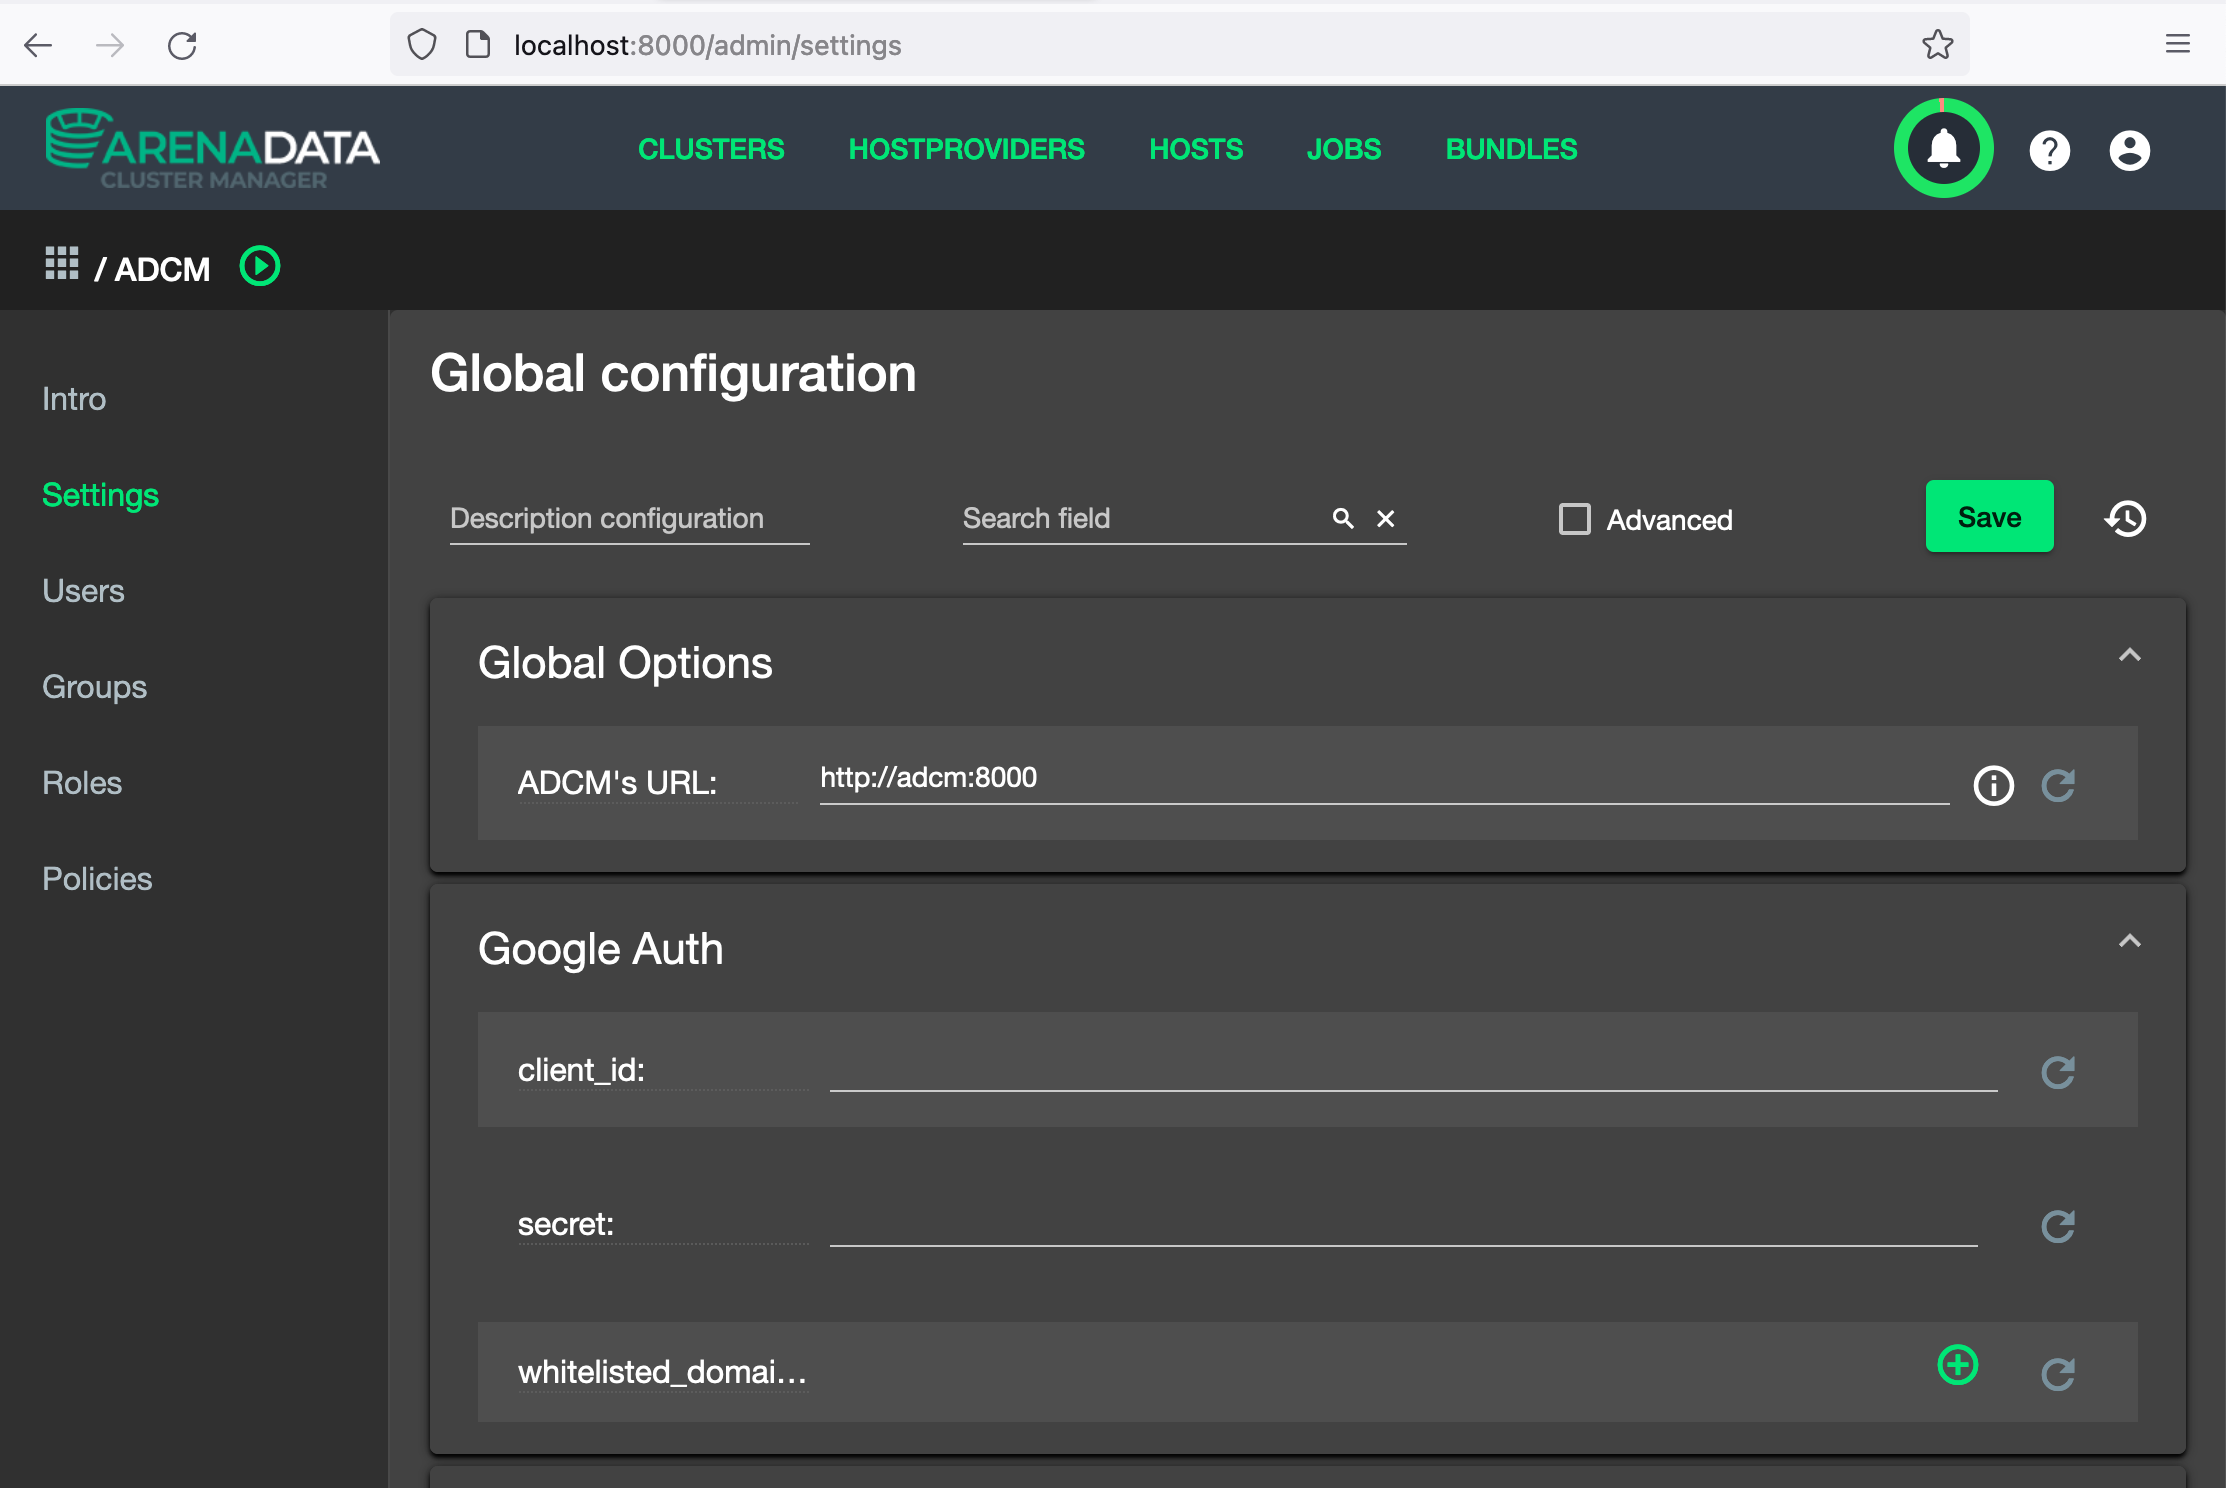 localhost:8000/admin/settings
ARENADATA
CLUSTER MANAGER
CLUSTERS HOSTPROVIDERS HOSTS JOBS BUNDLES
/ ADCM
Intro
Settings
Users
Groups
Roles
Policies
Global configuration
Description configuration
Search field
Advanced
Save
Global Options
ADCM's URL: http://adcm:8000
Google Auth
client_id:
secret:
whitelisted_domai...